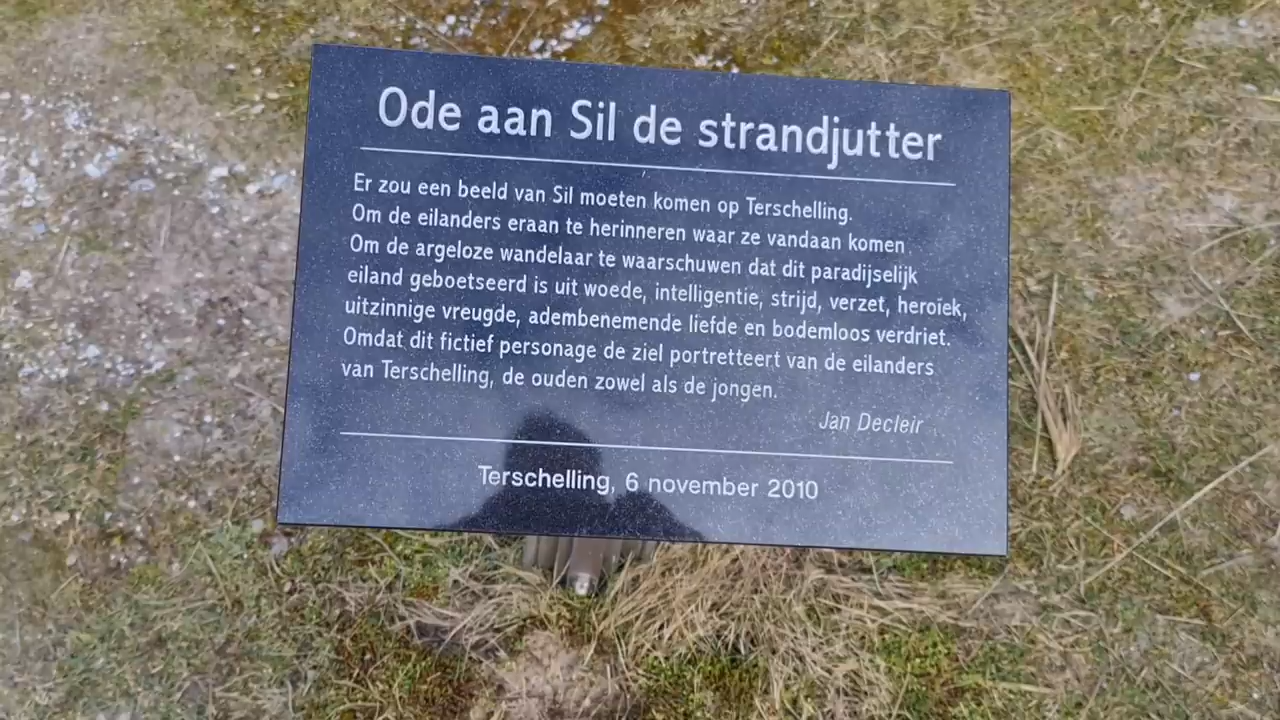 Ode aan Sil de strandjutter
Er zou een beeld van Sil moeten komen op Terschelling.
Om de eilanders eraan te herinneren waar ze vandaan komen
Om de argeloze wandelaar te waarschuwen dat dit paradijselijk
eiland geboetseerd is uit woede, intelligentie, strijd, verzet, heroïek,
uitzinnige vreugde, adembenemende liefde en bodemloos verdriet.
Omdat dit fictief personage de ziel portretteert van de eilanders
van Terschelling, de ouden zowel als de jongen.
Jan Decleir
Terschelling, 6 november 2010